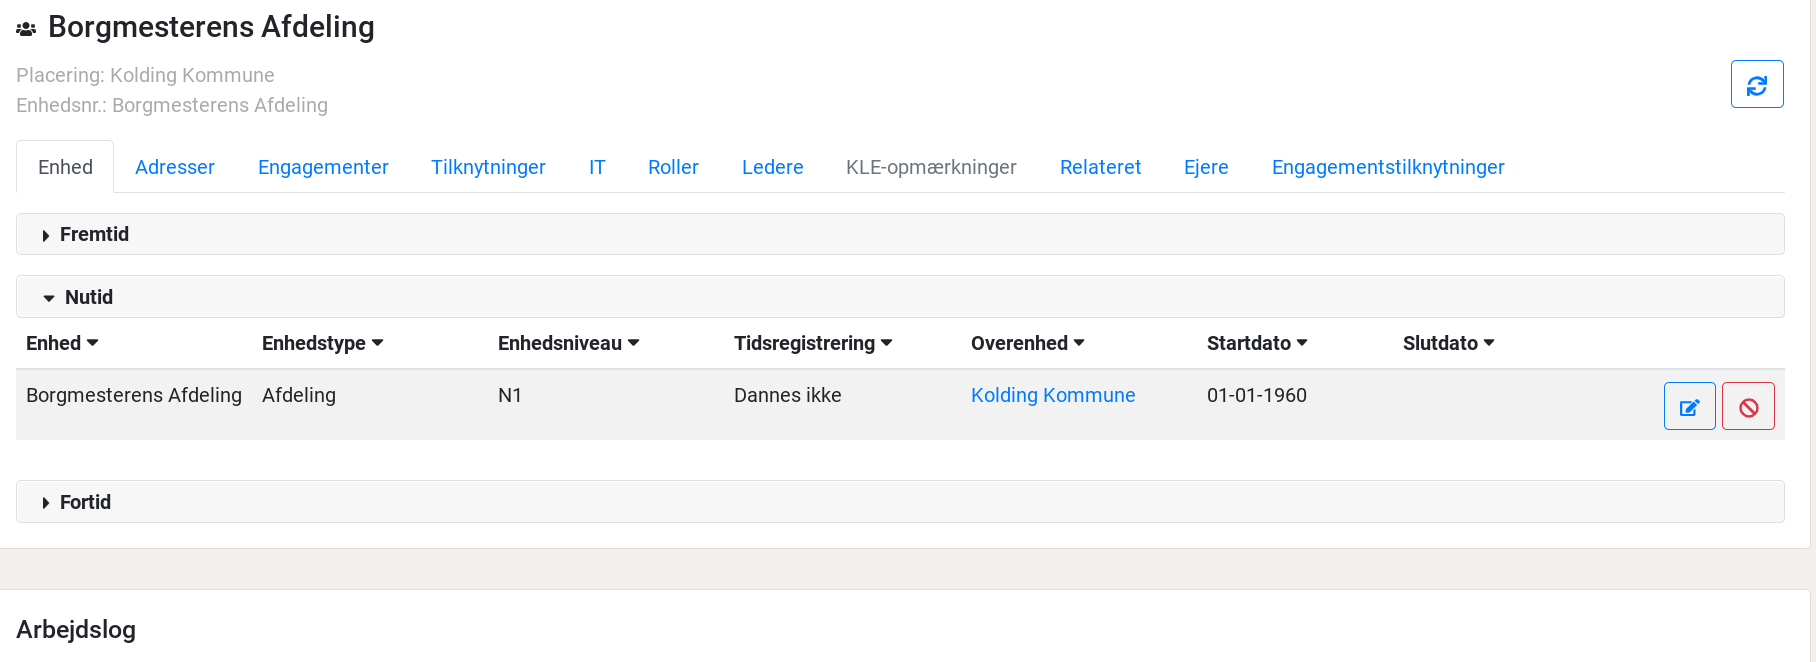 Borgmesterens Afdeling
Placering: Kolding Kommune
Enhedsnr.: Borgmesterens Afdeling
Enhed Adresser Engagementer Tilknytninger IT Roller Ledere KLE-opmærkninger Relateret Ejere Engagementstilknytninger
Fremtid
Nutid
Enhed Enhedstype Enhedsniveau Tidsregistrering Overenhed Startdato Slutdato
Borgmesterens Afdeling Afdeling N1 Dannes ikke Kolding Kommune 01-01-1960
Fortid
Arbejdslog